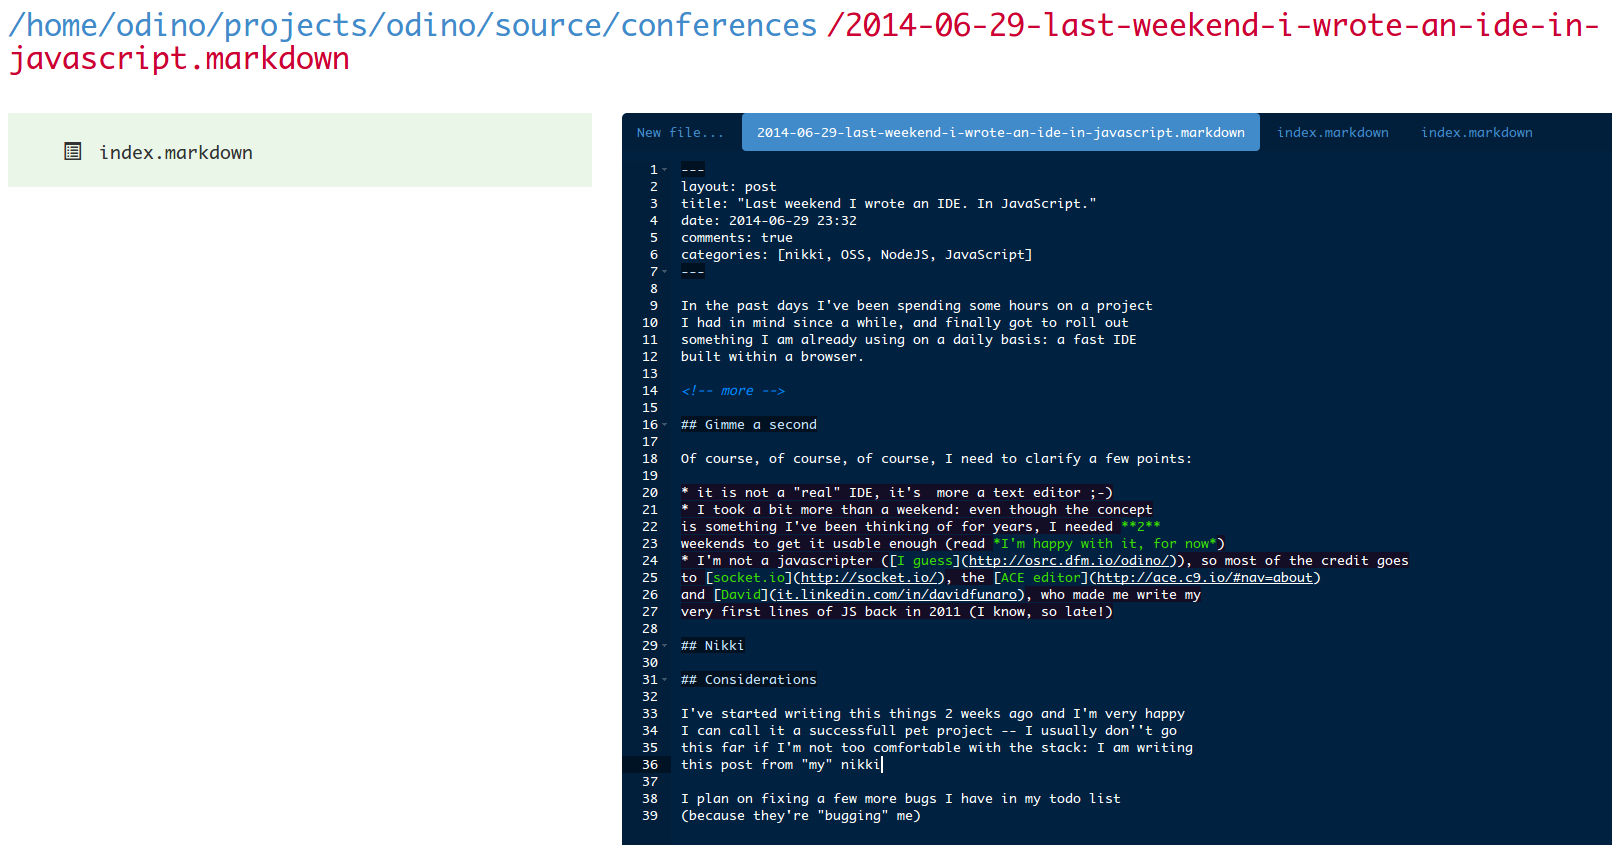 /home/odino/projects/odino/source/conferences /2014-06-29-last-weekend-i-wrote-an-ide-in-
javascript.markdown
index.markdown
New file... 2014-06-29-last-weekend-i-wrote-an-ide-in-javascript.markdown index.markdown index.markdown
1 ---
2 layout: post
3 title: "Last weekend I wrote an IDE. In JavaScript."
4 date: 2014-06-29 23:32
5 comments: true
6 categories: [nikki, OSS, NodeJS, JavaScript]
7 ---
8
9 In the past days I've been spending some hours on a project
10 I had in mind since a while, and finally got to roll out
11 something I am already using on a daily basis: a fast IDE
12 built within a browser.
13
14 <!-- more -->
15
16 ## Gimme a second
17
18 Of course, of course, of course, I need to clarify a few points:
19
20 * it is not a "real" IDE, it's  more a text editor ;-)
21 * I took a bit more than a weekend: even though the concept
22 is something I've been thinking of for years, I needed **2**
23 weekends to get it usable enough (read *I'm happy with it, for now*)
24 * I'm not a javascripter ([I guess](http://osrc.dfm.io/odino/)), so most of the credit goes
25 to [socket.io](http://socket.io/), the [ACE editor](http://ace.c9.io/#nav=about)
26 and [David](it.linkedin.com/in/davidfunaro), who made me write my
27 very first lines of JS back in 2011 (I know, so late!)
28
29 ## Nikki
30
31 ## Considerations
32
33 I've started writing this things 2 weeks ago and I'm very happy
34 I can call it a successfull pet project -- I usually don''t go
35 this far if I'm not too comfortable with the stack: I am writing
36 this post from "my" nikki
37
38 I plan on fixing a few more bugs I have in my todo list
39 (because they're "bugging" me)